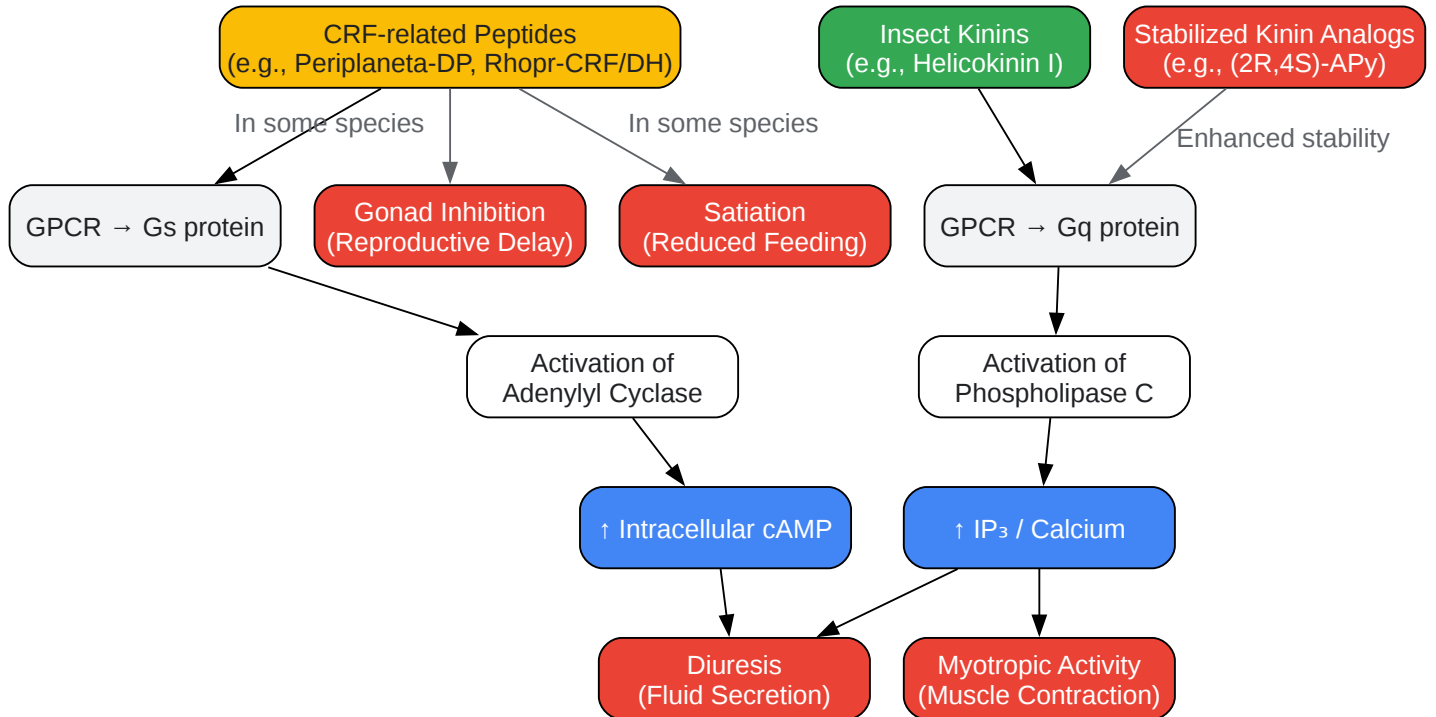 CRF-related Peptides
(e.g., Periplaneta-DP, Rhopr-CRF/DH)
Insect Kinins
(e.g., Helicokinin I)
Stabilized Kinin Analogs
(e.g., (2R,4S)-APy)
In some species
In some species
Enhanced stability
GPCR → Gs protein
Gonad Inhibition
(Reproductive Delay)
Satiation
(Reduced Feeding)
GPCR → Gq protein
Activation of
Adenylyl Cyclase
Activation of
Phospholipase C
↑ Intracellular cAMP
↑ IP₃ / Calcium
Diuresis
(Fluid Secretion)
Myotropic Activity
(Muscle Contraction)